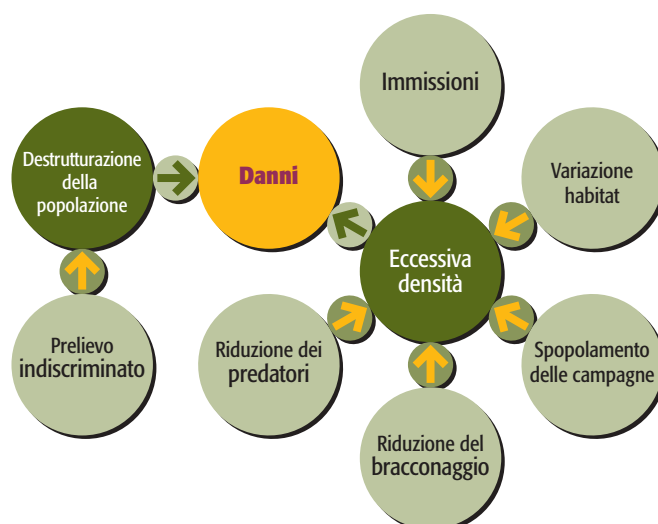 Immissioni
Destrutturazione
della
popolazione
Danni
Variazione
habitat
Eccessiva
densità
Prelievo
indiscriminato
Riduzione dei
predatori
Spopolamento
delle campagne
Riduzione del
bracconaggio